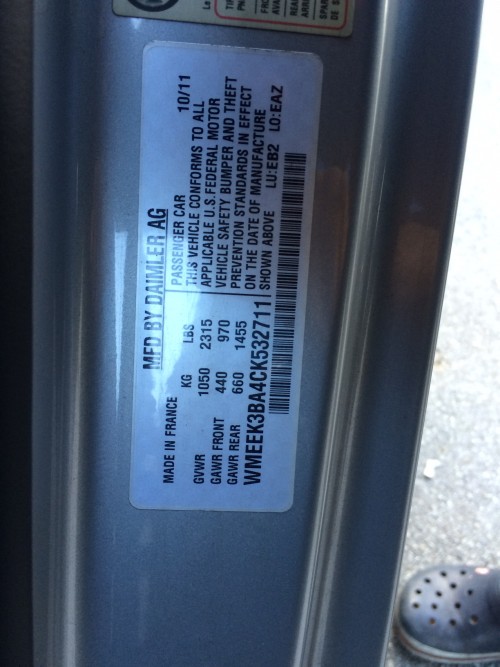 MFD BY DAIMLER AG 10/11
MADE IN FRANCE
KG LBS
GVWR 1050 2315
GAWR FRONT 440 970
GAWR REAR 660 1455
PASSENGER CAR
THIS VEHICLE CONFORMS TO ALL
APPLICABLE U.S.FEDERAL MOTOR
VEHICLE SAFETY BUMPER AND THEFT
PREVENTION STANDARDS IN EFFECT
ON THE DATE OF MANUFACTURE
SHOWN ABOVE LU:EB2 LO:EAZ
WMEEK3BA4CK532711